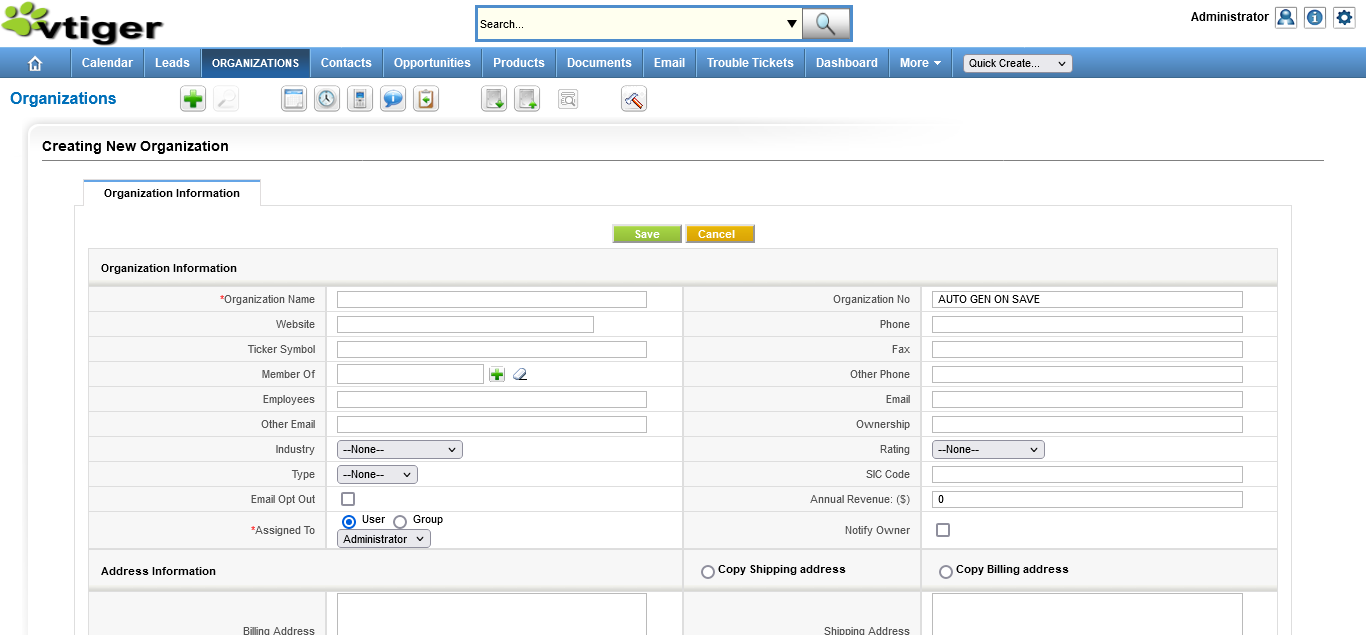 vtiger
Search...
Administrator
Calendar Leads ORGANIZATIONS Contacts Opportunities Products Documents Email Trouble Tickets Dashboard More Quick Create...
Organizations
Creating New Organization
Organization Information
Save Cancel
Organization Information
*Organization Name Organization No AUTO GEN ON SAVE
Website Phone
Ticker Symbol Fax
Member Of Other Phone
Employees Email
Other Email Ownership
Industry --None-- Rating --None--
Type --None-- SIC Code
Email Opt Out Annual Revenue: ($) 0
User Group
*Assigned To Notify Owner
Administrator
Address Information Copy Shipping address Copy Billing address
Billing Address Shipping Address